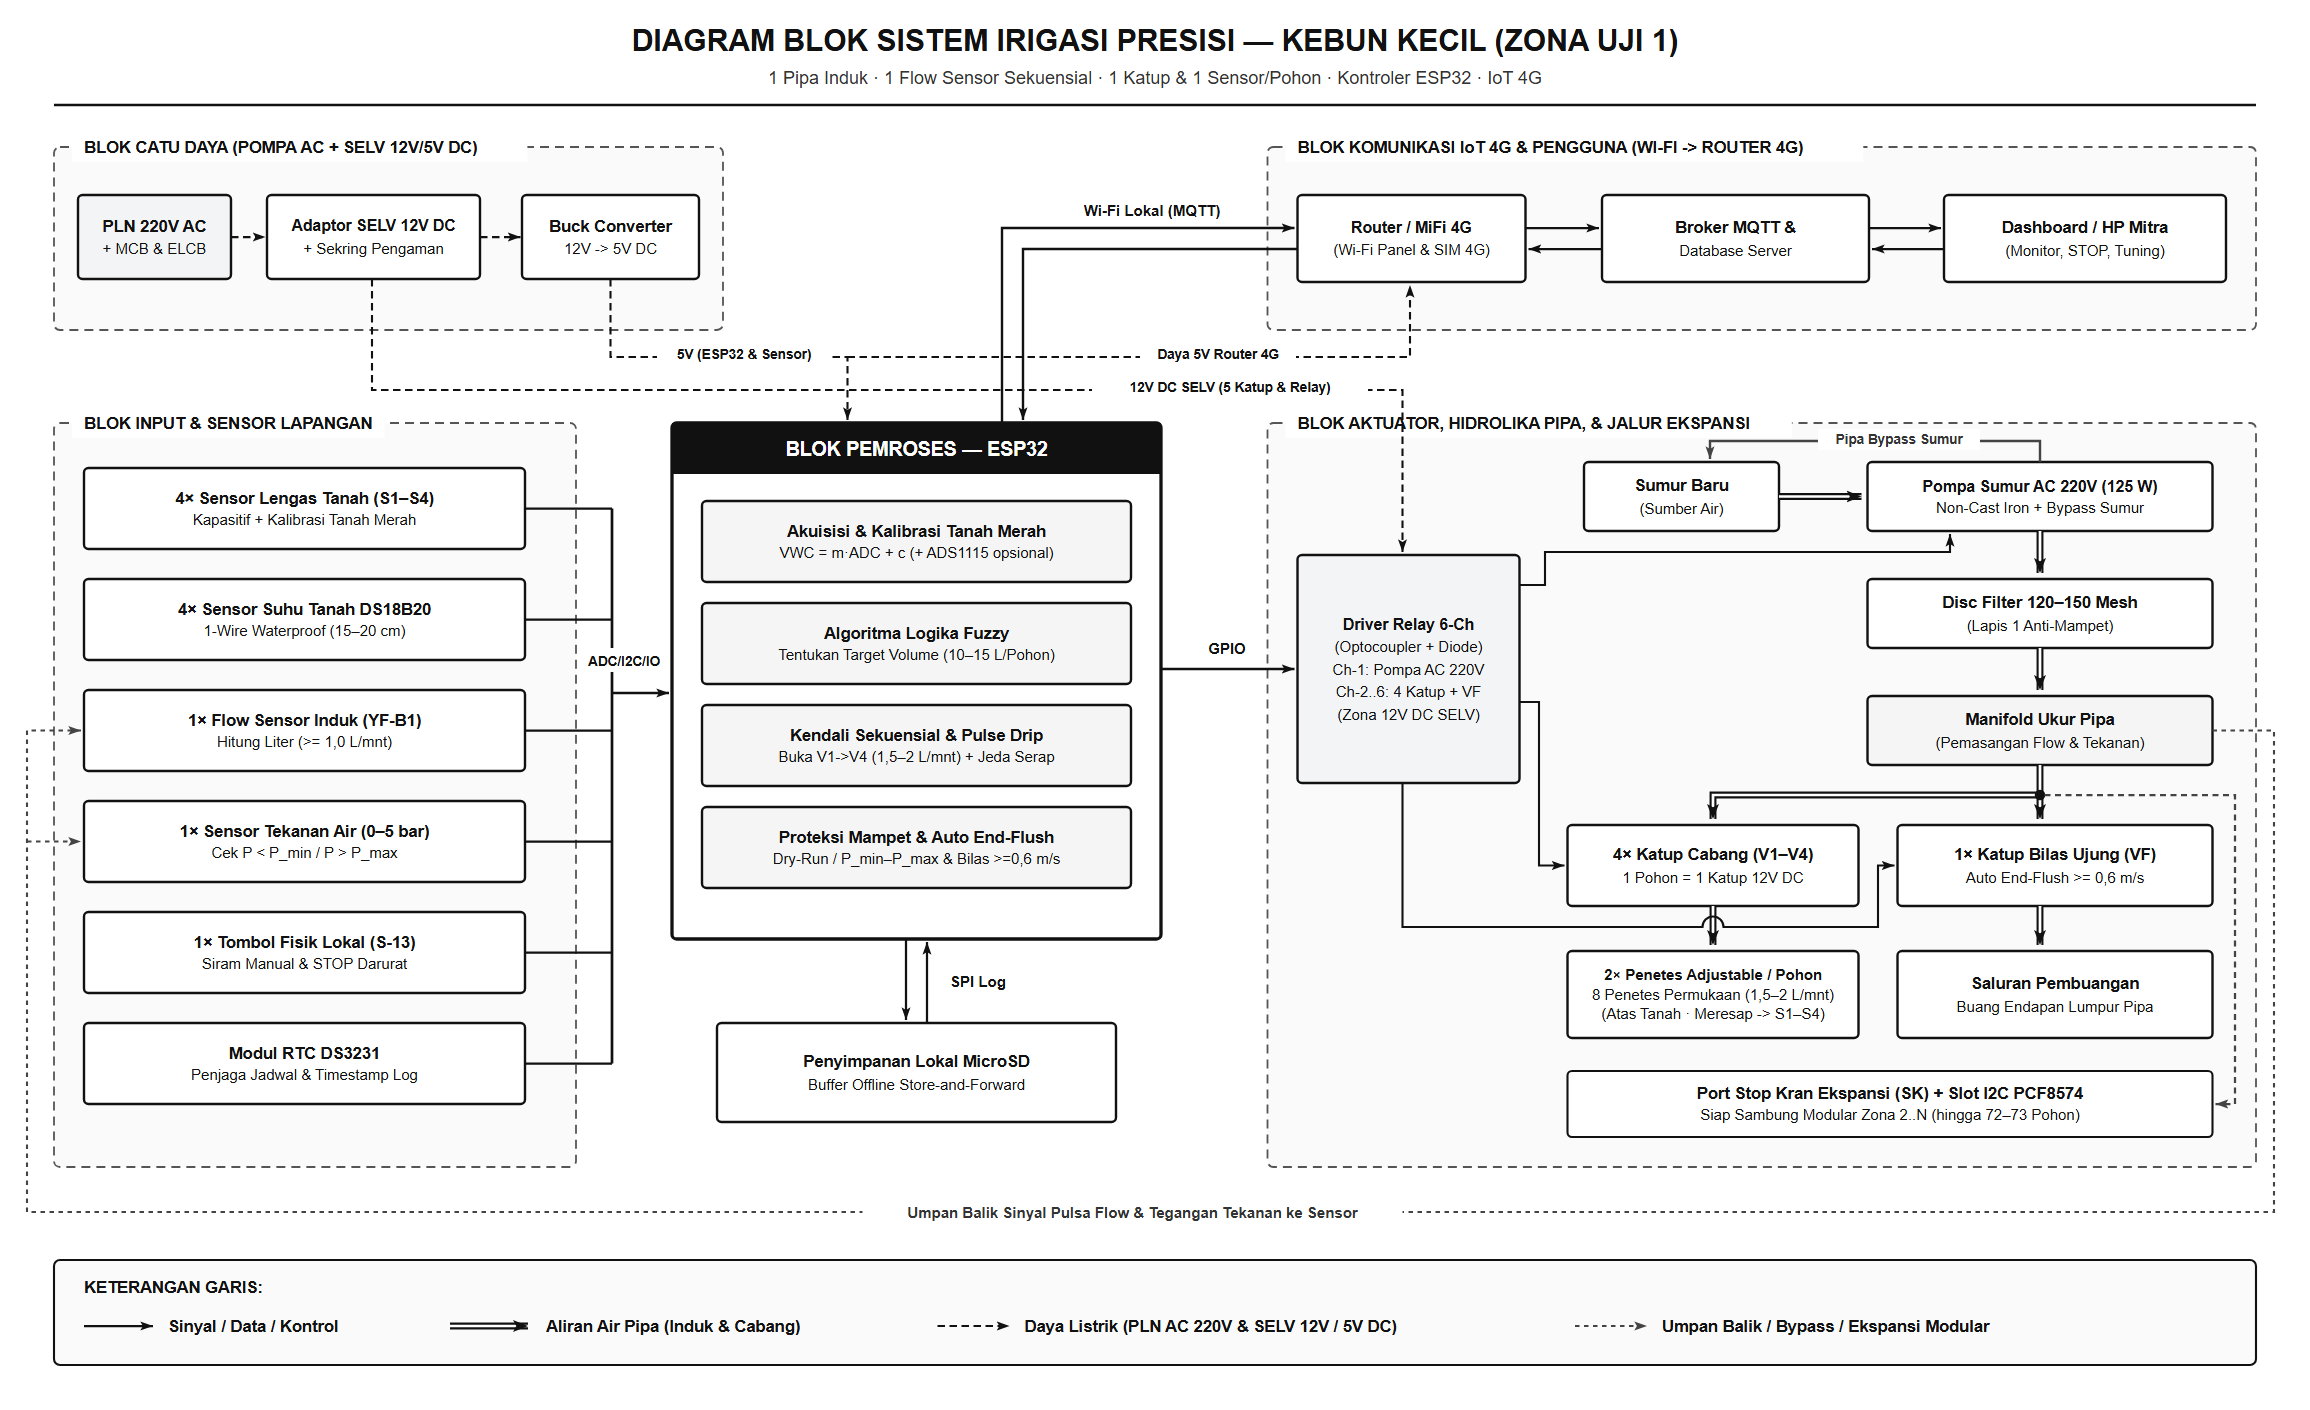 DIAGRAM BLOK SISTEM IRIGASI PRESISI — KEBUN KECIL (ZONA UJI 1)
1 Pipa Induk · 1 Flow Sensor Sekuensial · 1 Katup & 1 Sensor/Pohon · Kontroler ESP32 · IoT 4G
BLOK CATU DAYA (POMPA AC + SELV 12V/5V DC)
PLN 220V AC
+ MCB & ELCB
Adaptor SELV 12V DC
+ Sekring Pengaman
Buck Converter
12V -> 5V DC
BLOK KOMUNIKASI IoT 4G & PENGGUNA (WI-FI -> ROUTER 4G)
Wi-Fi Lokal (MQTT)
Router / MiFi 4G
(Wi-Fi Panel & SIM 4G)
Broker MQTT &
Database Server
Dashboard / HP Mitra
(Monitor, STOP, Tuning)
5V (ESP32 & Sensor)
Daya 5V Router 4G
12V DC SELV (5 Katup & Relay)
BLOK INPUT & SENSOR LAPANGAN
4× Sensor Lengas Tanah (S1–S4)
Kapasitif + Kalibrasi Tanah Merah
4× Sensor Suhu Tanah DS18B20
1-Wire Waterproof (15–20 cm)
1× Flow Sensor Induk (YF-B1)
Hitung Liter (>= 1,0 L/mnt)
1× Sensor Tekanan Air (0–5 bar)
Cek P < P_min / P > P_max
1× Tombol Fisik Lokal (S-13)
Siram Manual & STOP Darurat
Modul RTC DS3231
Penjaga Jadwal & Timestamp Log
ADC/I2C/IO
BLOK PEMROSES — ESP32
Akuisisi & Kalibrasi Tanah Merah
VWC = m·ADC + c (+ ADS1115 opsional)
Algoritma Logika Fuzzy
Tentukan Target Volume (10–15 L/Pohon)
Kendali Sekuensial & Pulse Drip
Buka V1->V4 (1,5–2 L/mnt) + Jeda Serap
Proteksi Mampet & Auto End-Flush
Dry-Run / P_min–P_max & Bilas >=0,6 m/s
SPI Log
Penyimpanan Lokal MicroSD
Buffer Offline Store-and-Forward
GPIO
BLOK AKTUATOR, HIDROLIKA PIPA, & JALUR EKSPANSI
Pipa Bypass Sumur
Sumur Baru
(Sumber Air)
Pompa Sumur AC 220V (125 W)
Non-Cast Iron + Bypass Sumur
Driver Relay 6-Ch
(Optocoupler + Diode)
Ch-1: Pompa AC 220V
Ch-2..6: 4 Katup + VF
(Zona 12V DC SELV)
Disc Filter 120–150 Mesh
(Lapis 1 Anti-Mampet)
Manifold Ukur Pipa
(Pemasangan Flow & Tekanan)
4× Katup Cabang (V1–V4)
1 Pohon = 1 Katup 12V DC
1× Katup Bilas Ujung (VF)
Auto End-Flush >= 0,6 m/s
2× Penetes Adjustable / Pohon
8 Penetes Permukaan (1,5–2 L/mnt)
(Atas Tanah · Meresap -> S1–S4)
Saluran Pembuangan
Buang Endapan Lumpur Pipa
Port Stop Kran Ekspansi (SK) + Slot I2C PCF8574
Siap Sambung Modular Zona 2..N (hingga 72–73 Pohon)
Umpan Balik Sinyal Pulsa Flow & Tegangan Tekanan ke Sensor
KETERANGAN GARIS:
Sinyal / Data / Kontrol
Aliran Air Pipa (Induk & Cabang)
Daya Listrik (PLN AC 220V & SELV 12V / 5V DC)
Umpan Balik / Bypass / Ekspansi Modular